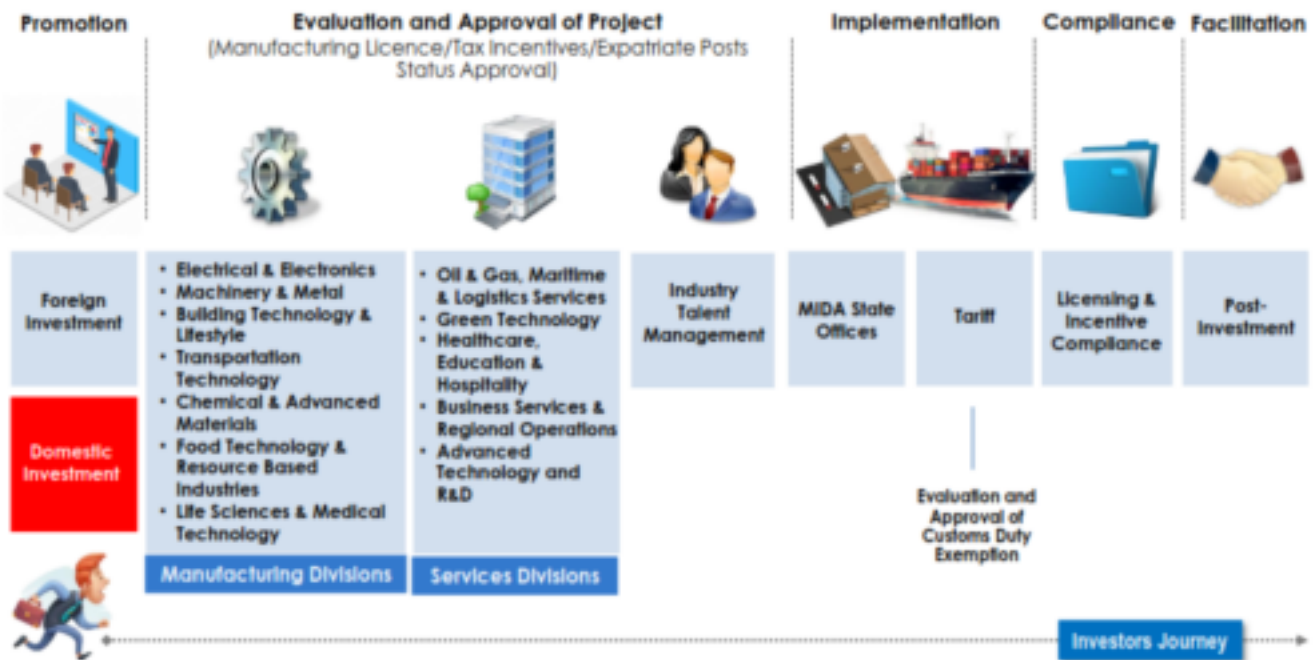 Promotion
Evaluation and Approval of Project
(Manufacturing Licence/Tax Incentives/Expatriate Posts
Status Approval)
Implementation
Compliance
Facilitation
Foreign
Investment
Domestic
Investment
• Electrical & Electronics
• Machinery & Metal
• Building Technology &
Lifestyle
• Transportation
Technology
• Chemical & Advanced
Materials
• Food Technology &
Resource Based
Industries
• Life Sciences & Medical
Technology
Manufacturing Divisions
• Oil & Gas, Maritime
& Logistics Services
• Green Technology
• Healthcare,
Education &
Hospitality
• Business Services &
Regional Operations
• Advanced
Technology and
R&D
Services Divisions
Industry
Talent
Management
MIDA State
Offices
Tariff
Evaluation and
Approval of
Customs Duty
Exemption
Licensing &
Incentive
Compliance
Post-
Investment
Investors Journey